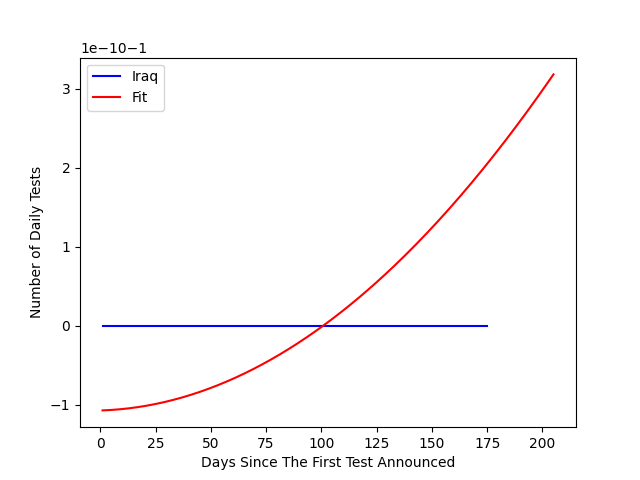 1e−10−1
Iraq
Fit
3
2
1
0
−1
Number of Daily Tests
0 25 50 75 100 125 150 175 200
Days Since The First Test Announced